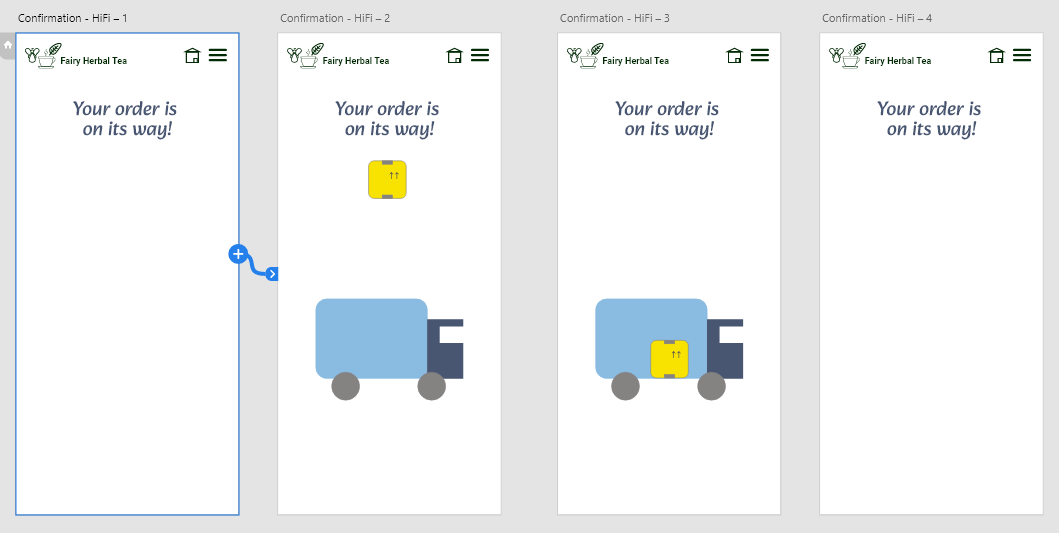 Confirmation - HiFi – 1
Fairy Herbal Tea
Your order is
on its way!
Confirmation - HiFi – 2
Fairy Herbal Tea
Your order is
on its way!
↑↑
Confirmation - HiFi – 3
Fairy Herbal Tea
Your order is
on its way!
↑↑
Confirmation - HiFi – 4
Fairy Herbal Tea
Your order is
on its way!